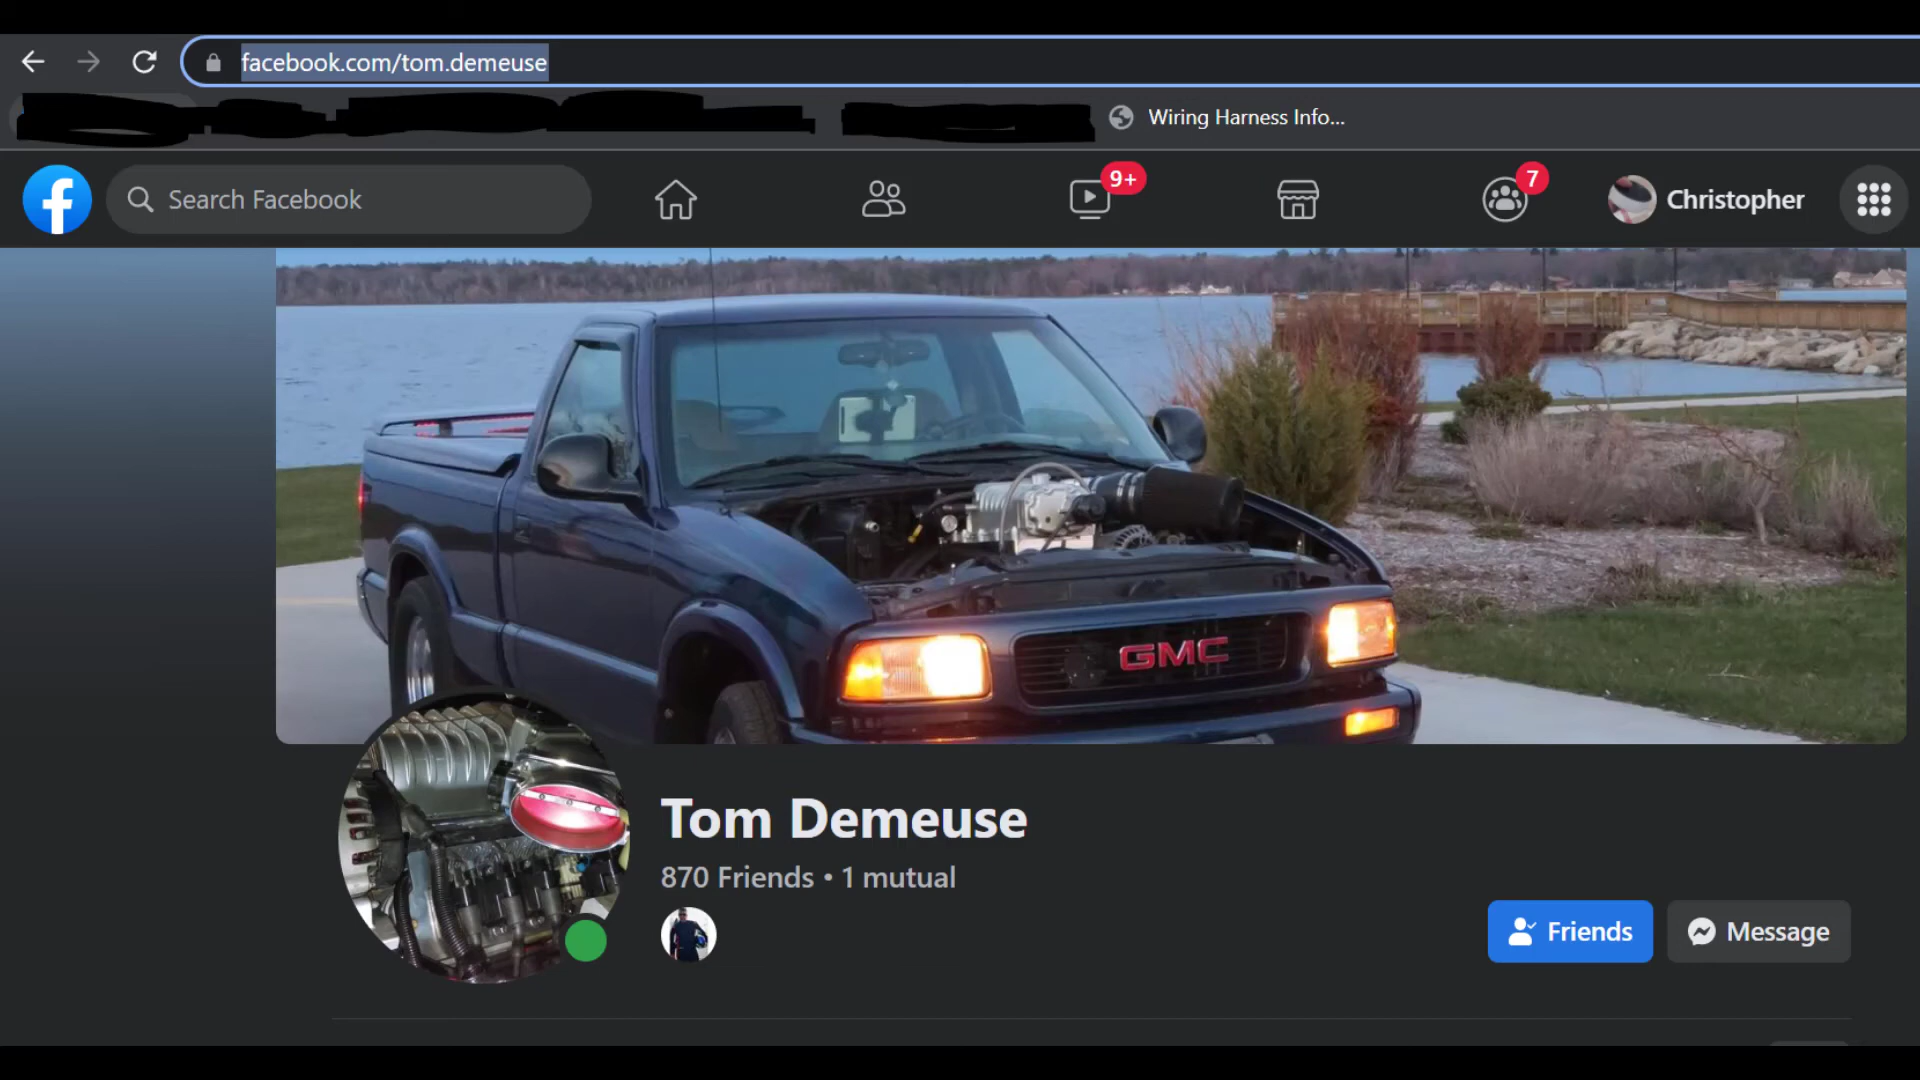 facebook.com/tom.demeuse
Wiring Harness Info...
Search Facebook
9+
7
Christopher
GMC
Tom Demeuse
870 Friends • 1 mutual
Friends
Message